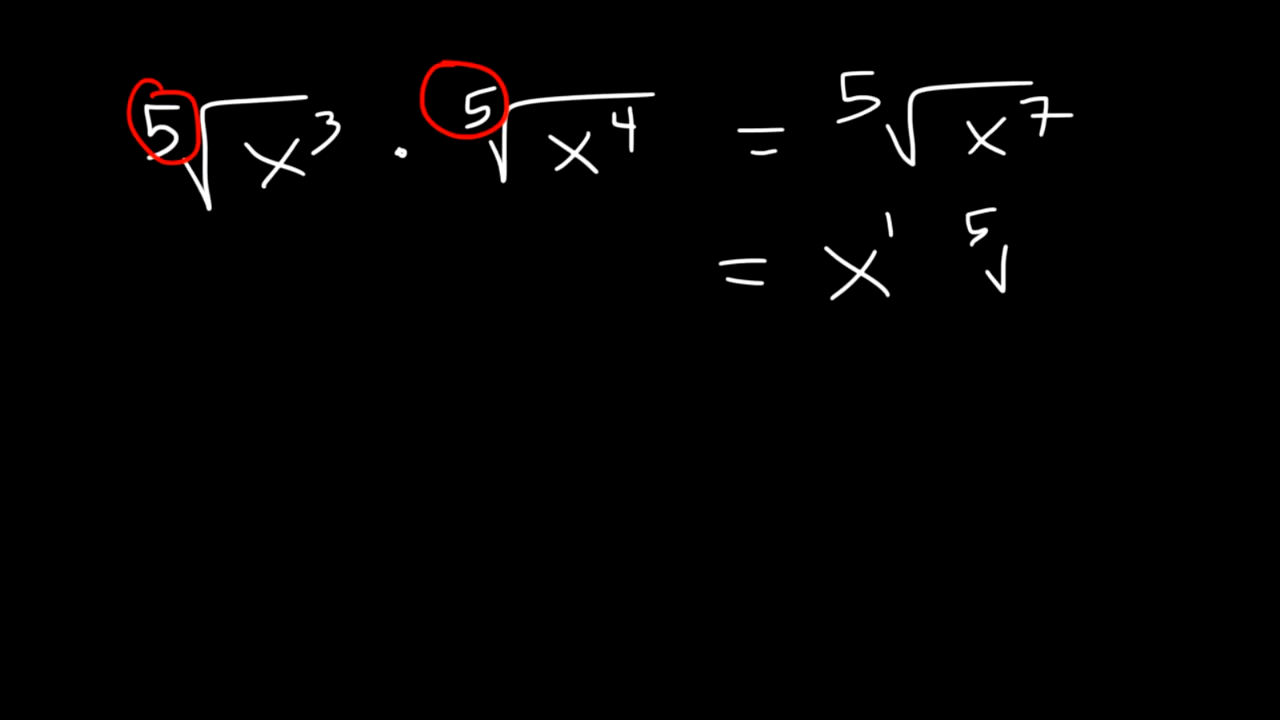 ⁵√x³ · ⁵√x⁴ = ⁵√x⁷
= x¹ ⁵√